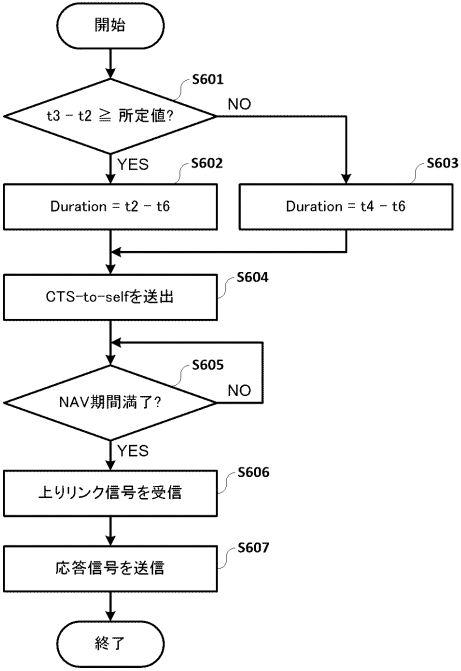 開始
S601
t3 - t2 ≧ 所定値?
NO
YES
S602
S603
Duration = t2 - t6
Duration = t4 - t6
S604
CTS-to-selfを送出
S605
NAV期間満了?
NO
YES
S606
上りリンク信号を受信
S607
応答信号を送信
終了